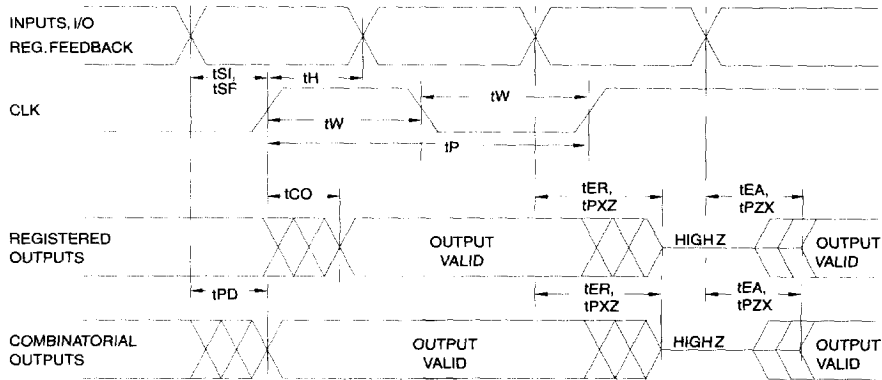 INPUTS, I/O
REG. FEEDBACK
tSI,
tSF
tH
CLK
tW
tW
tP
tCO
tER,
tPXZ
tEA,
tPZX
REGISTERED
OUTPUTS
OUTPUT
VALID
HIGH Z
OUTPUT
VALID
tPD
tER,
tPXZ
tEA,
tPZX
COMBINATORIAL
OUTPUTS
OUTPUT
VALID
HIGH Z
OUTPUT
VALID